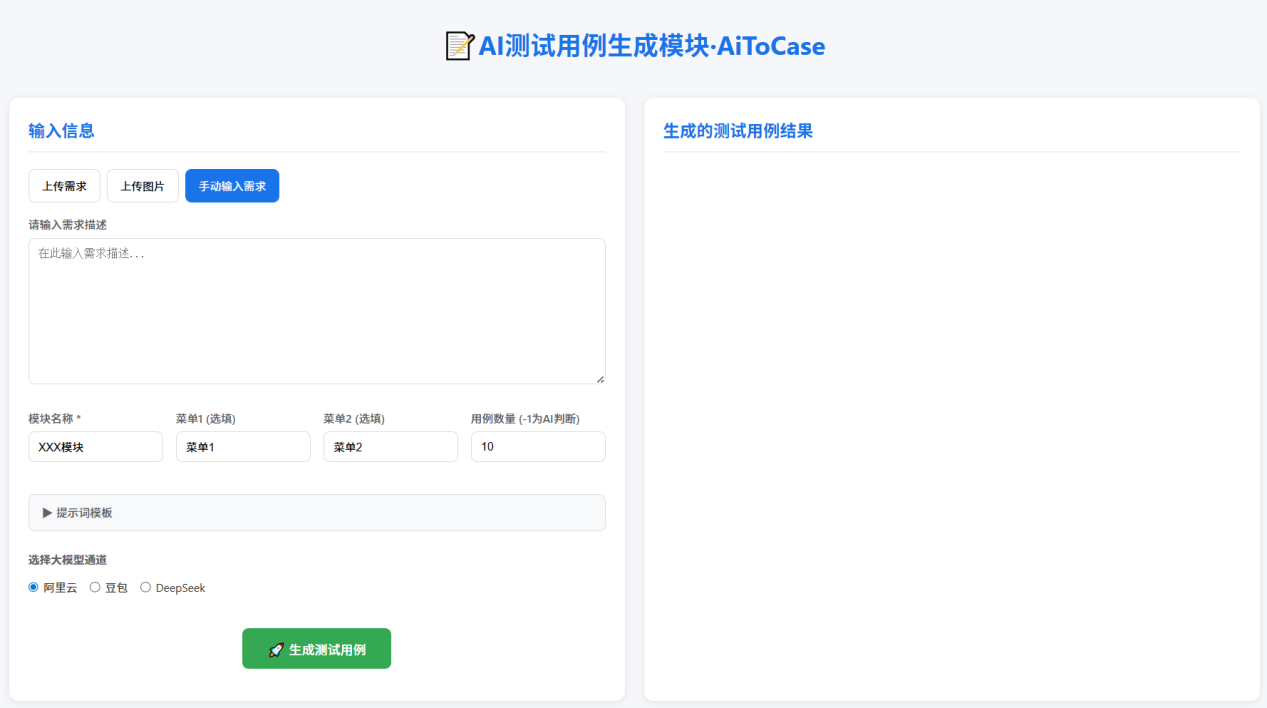 📝AI测试用例生成模块·AiToCase
输入信息
上传需求 上传图片 手动输入需求
请输入需求描述
在此输入需求描述...
模块名称 * 菜单1 (选填) 菜单2 (选填) 用例数量 (-1为AI判断)
XXX模块 菜单1 菜单2 10
▶ 提示词模板
选择大模型通道
阿里云 豆包 DeepSeek
🚀 生成测试用例
生成的测试用例结果